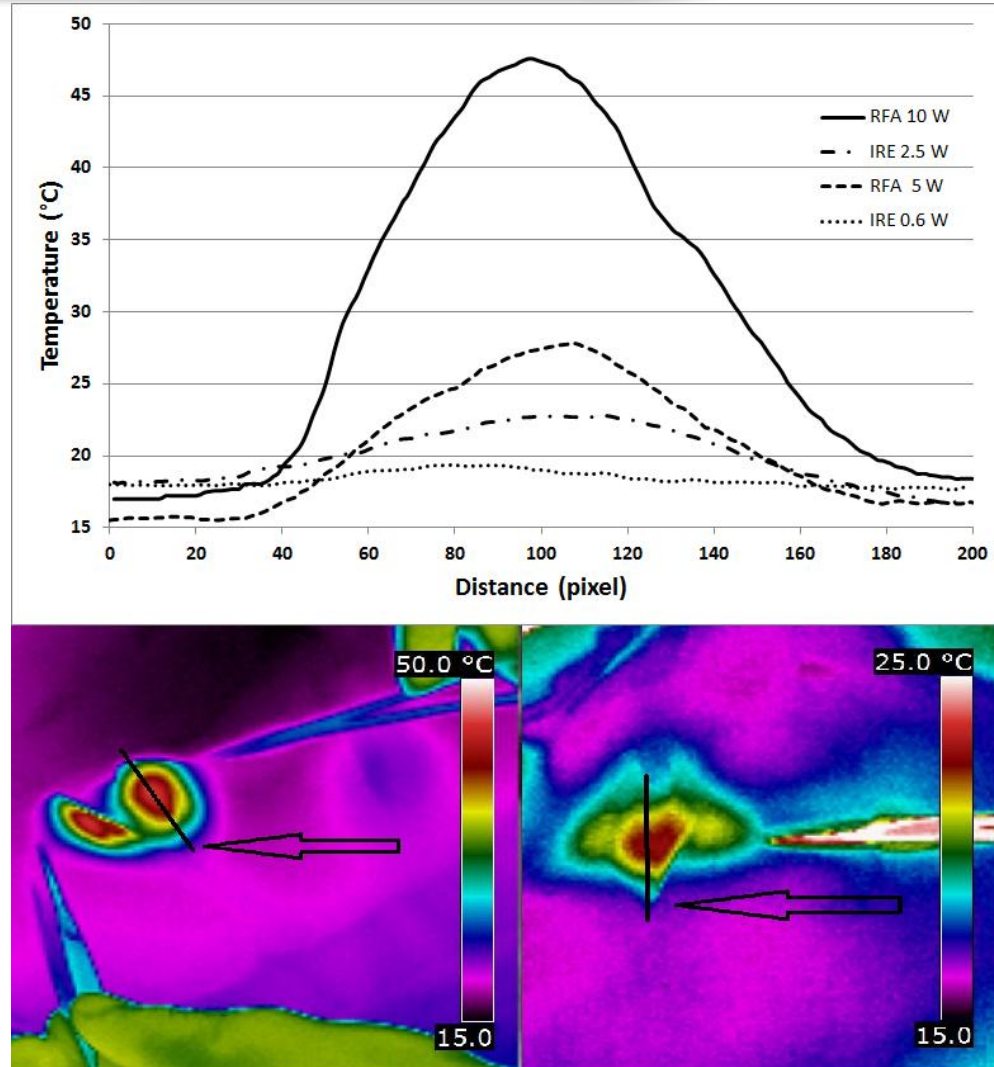 50
45
40
35
30
25
20
15
Temperature (°C)
RFA 10 W
IRE 2.5 W
RFA 5 W
IRE 0.6 W
0 20 40 60 80 100 120 140 160 180 200
Distance (pixel)
50.0 °C
15.0
25.0 °C
15.0